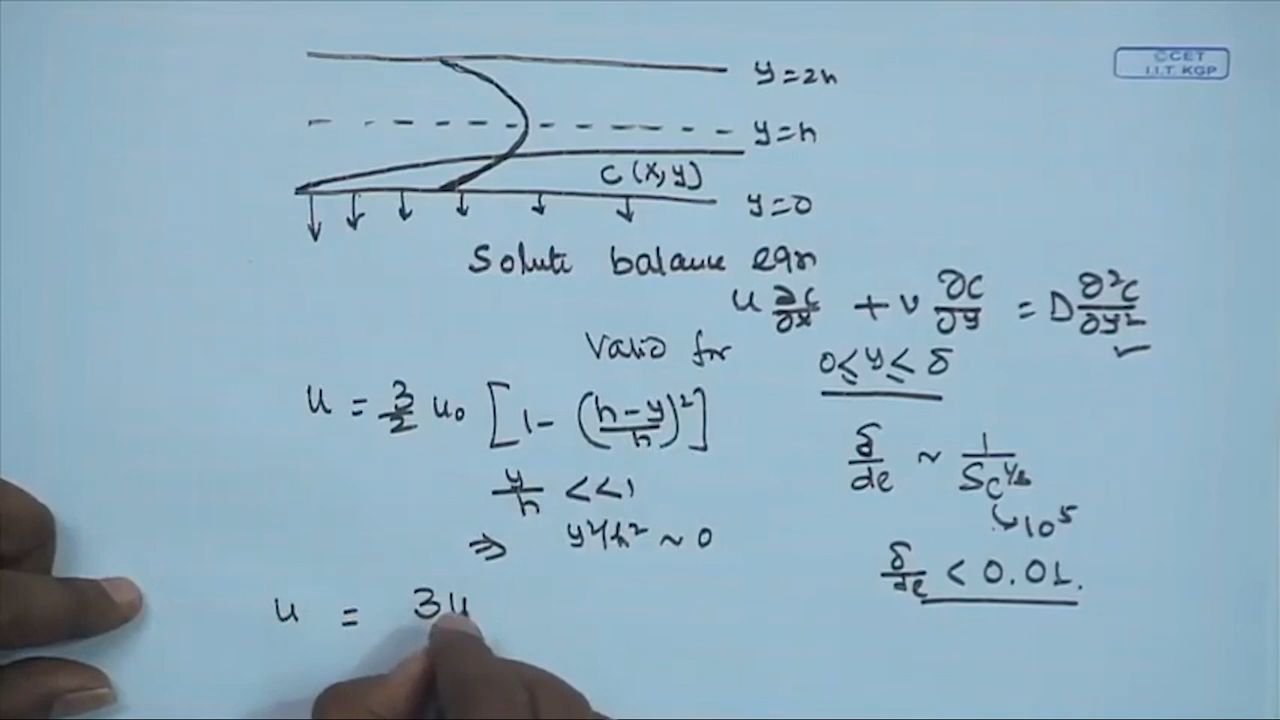 ©CET
I.I.T. KGP
y=2h
y=h
C(x,y)
y=0
Solute balance eqn
u ∂c/∂x + v ∂c/∂y = D ∂²c/∂y²
Valid for 0≤y≤δ
u = 3/2 u₀ [1-(h-y/h)²]
δ/de ~ 1/Sc^⅓
y/h <<1
↳10⁵
⇒ y²/h² ~ 0
δ/de < 0.01.
u = 3u